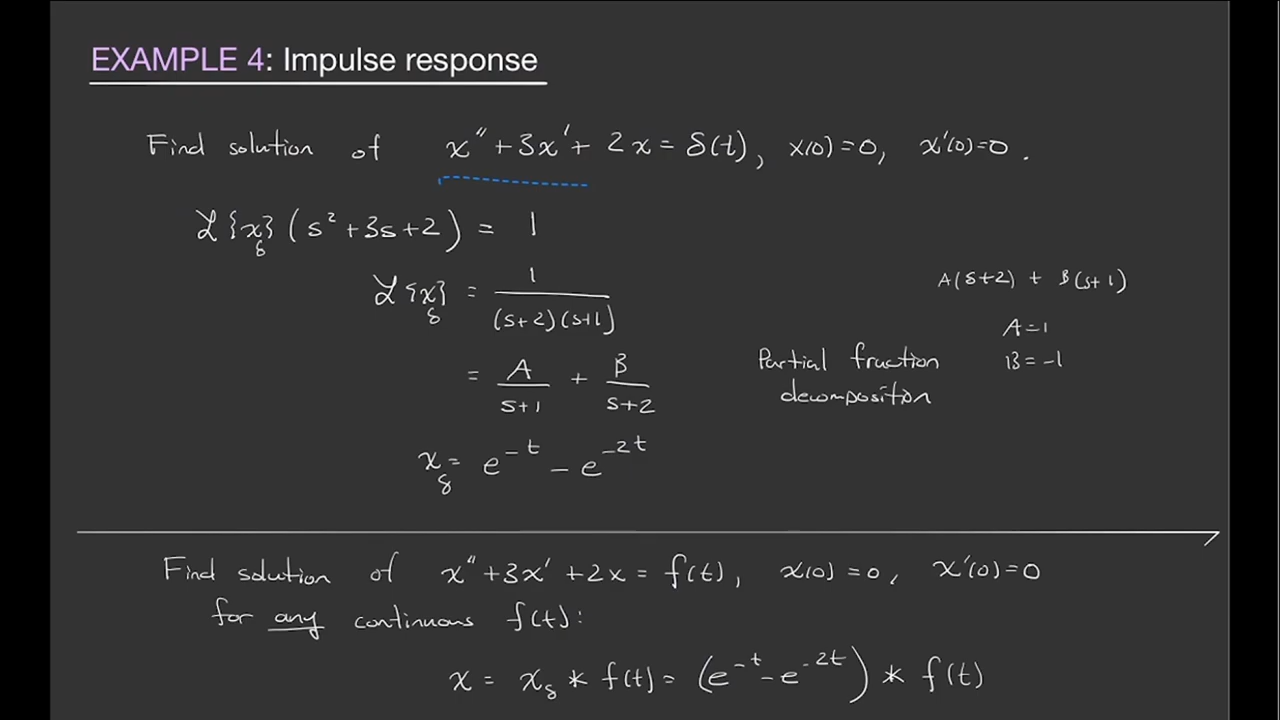 EXAMPLE 4: Impulse response
Find solution of x'' + 3x' + 2x = δ(t), x(0) = 0, x'(0) = 0.
ℒ{x_δ}(s² + 3s + 2) = 1
ℒ{x_δ} = 1/((s+2)(s+1))
A(s+2) + B(s+1)
A = 1
B = -1
= A/(s+1) + B/(s+2)
Partial fraction
decomposition
x_δ = e^{-t} - e^{-2t}
Find solution of x'' + 3x' + 2x = f(t), x(0) = 0, x'(0) = 0
for any continuous f(t):
x = x_δ * f(t) = (e^{-t} - e^{-2t}) * f(t)